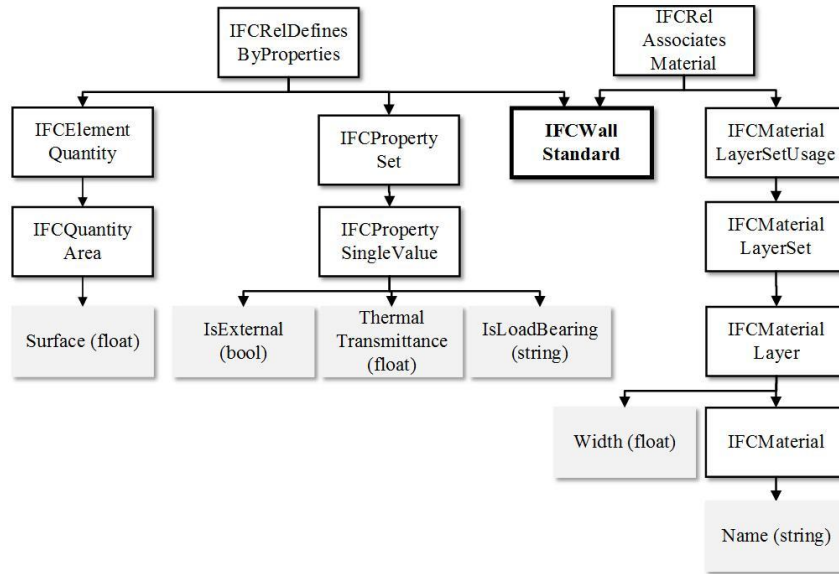 IFCRelDefines
ByProperties
IFCRel
Associates
Material
IFCElement
Quantity
IFCProperty
Set
IFCWall
Standard
IFCMaterial
LayerSetUsage
IFCQuantity
Area
IFCProperty
SingleValue
IFCMaterial
LayerSet
Surface (float)
IsExternal
(bool)
Thermal
Transmittance
(float)
IsLoadBearing
(string)
IFCMaterial
Layer
Width (float)
IFCMaterial
Name (string)